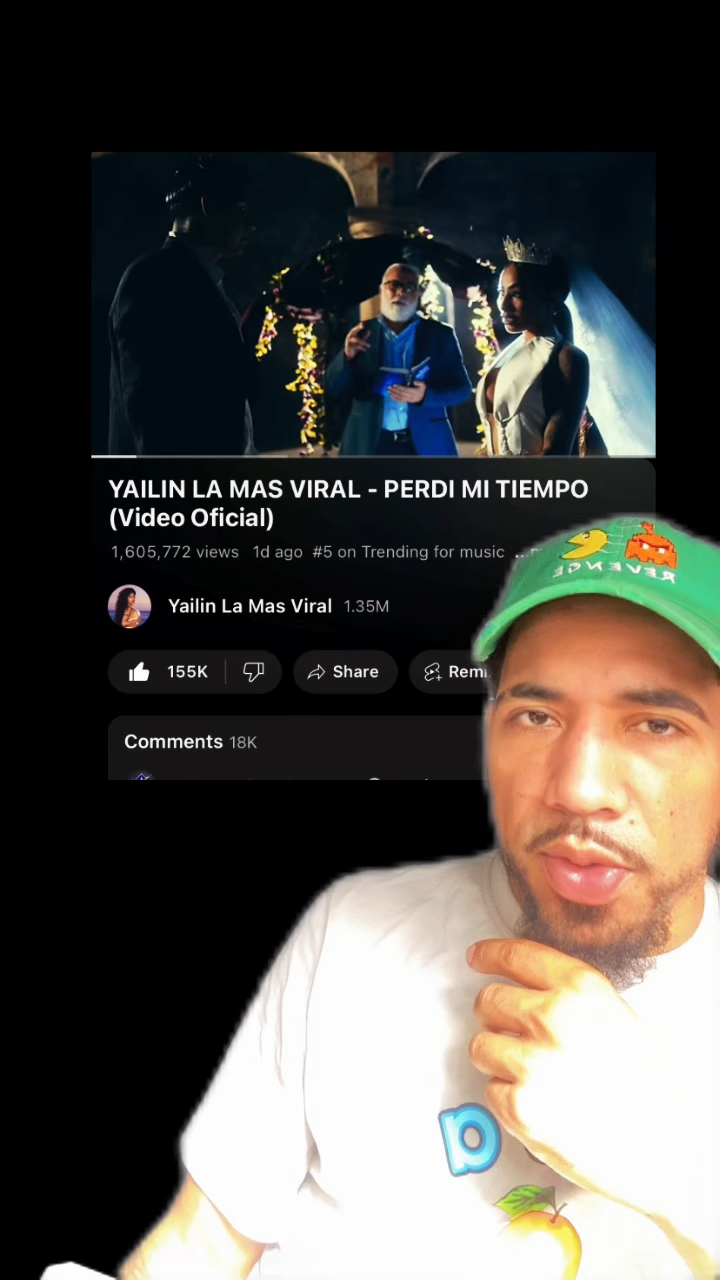 YAILIN LA MAS VIRAL - PERDI MI TIEMPO
(Video Oficial)
1,605,772 views 1d ago #5 on Trending for music
Yailin La Mas Viral 1.35M
155K Share
Comments 18K
REVENGE